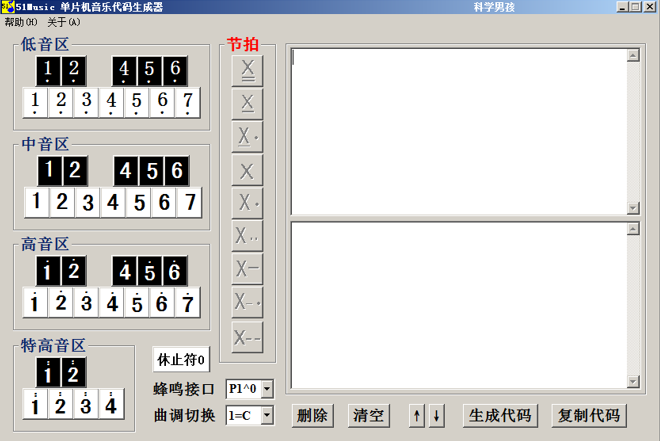 51Music 单片机音乐代码生成器 科学男孩
帮助(H) 关于(A)
低音区
1 2 4 5 6
1 2 3 4 5 6 7
中音区
1 2 4 5 6
1 2 3 4 5 6 7
高音区
1 2 4 5 6
1 2 3 4 5 6 7
特高音区
1 2
1 2 3 4
休止符0
蜂鸣接口 P1^0
曲调切换 1=C
节拍
X
X
X·
X
X·
X··
X—
X—·
X--
删除 清空 ↑ ↓ 生成代码 复制代码